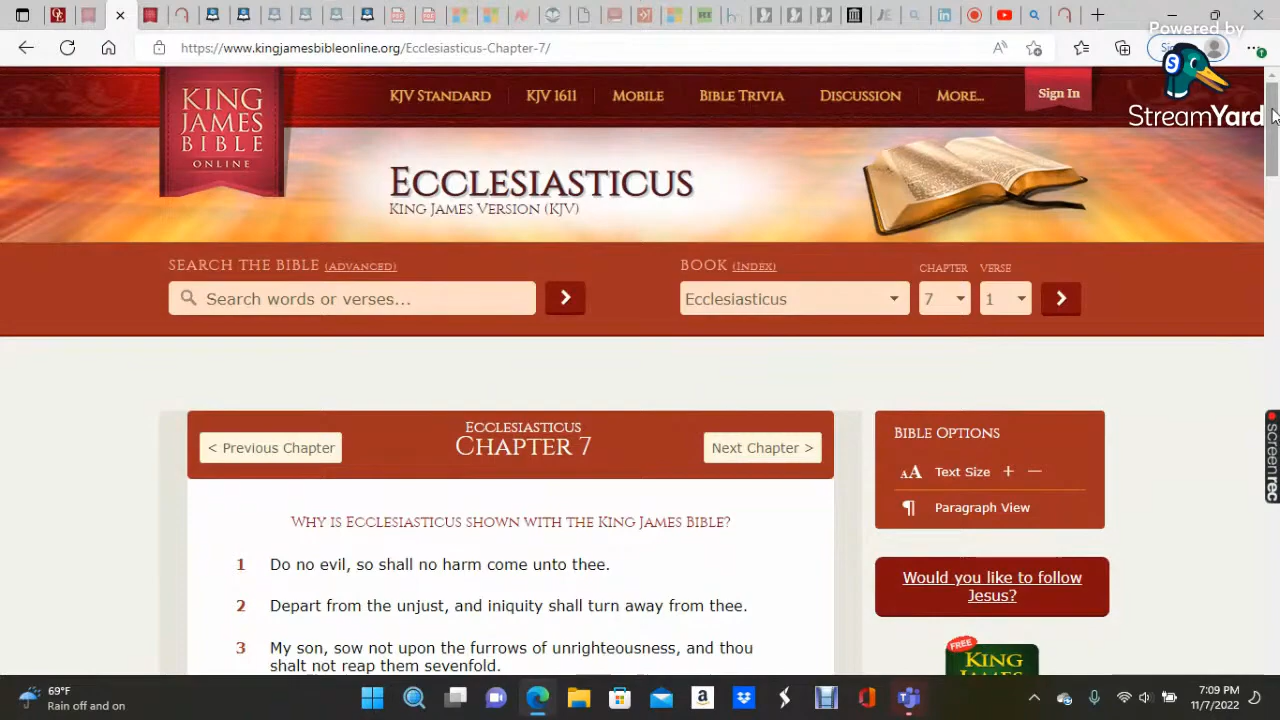 https://www.kingjamesbibleonline.org/Ecclesiasticus-Chapter-7/
Powered by
StreamYard
KING
JAMES
BIBLE
ONLINE
KJV STANDARD
KJV 1611
MOBILE
BIBLE TRIVIA
DISCUSSION
MORE...
Sign In
ECCLESIASTICUS
KING JAMES VERSION (KJV)
SEARCH THE BIBLE (ADVANCED)
BOOK (INDEX)
CHAPTER
VERSE
Search words or verses...
Ecclesiasticus
7
1
ECCLESIASTICUS
< Previous Chapter
CHAPTER 7
Next Chapter >
WHY IS ECCLESIASTICUS SHOWN WITH THE KING JAMES BIBLE?
1 Do no evil, so shall no harm come unto thee.
2 Depart from the unjust, and iniquity shall turn away from thee.
3 My son, sow not upon the furrows of unrighteousness, and thou
shalt not reap them sevenfold.
BIBLE OPTIONS
AA Text Size + —
¶ Paragraph View
Would you like to follow
Jesus?
FREE
KING
JAMES
screenrec
69°F
Rain off and on
7:09 PM
11/7/2022